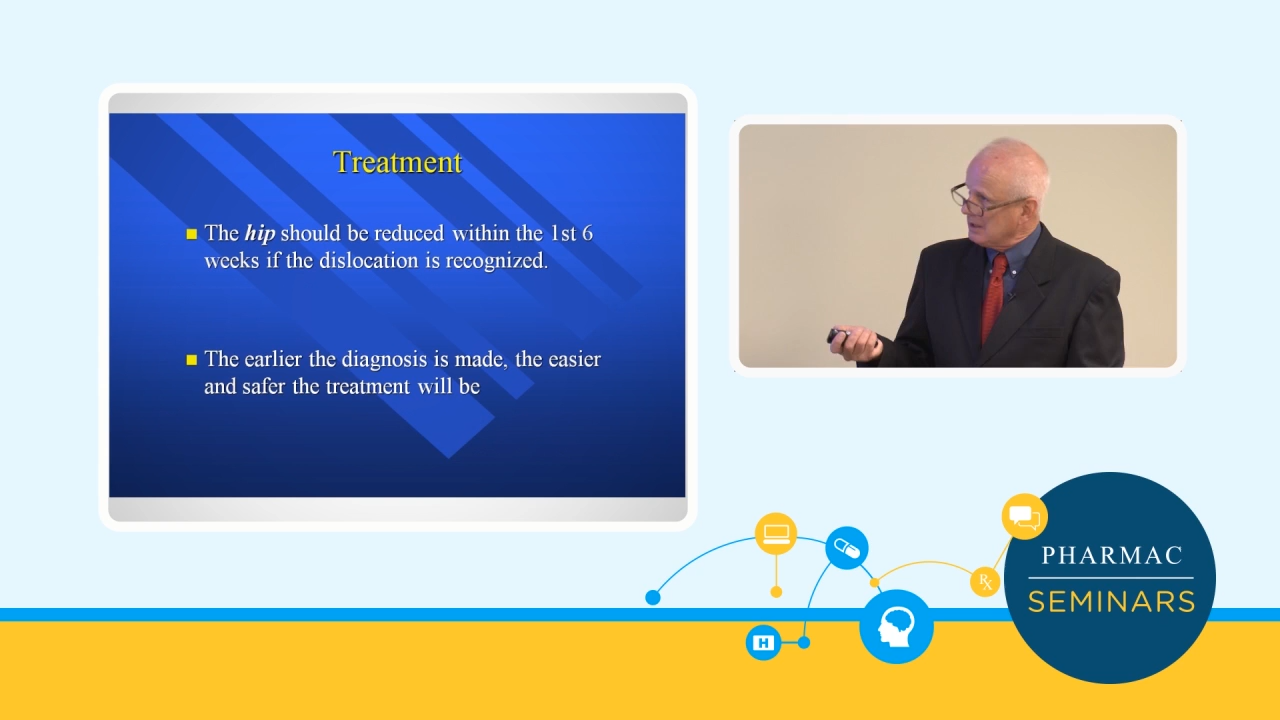 Treatment
The hip should be reduced within the 1st 6
weeks if the dislocation is recognized.
The earlier the diagnosis is made, the easier
and safer the treatment will be
PHARMAC
SEMINARS
Rx
H